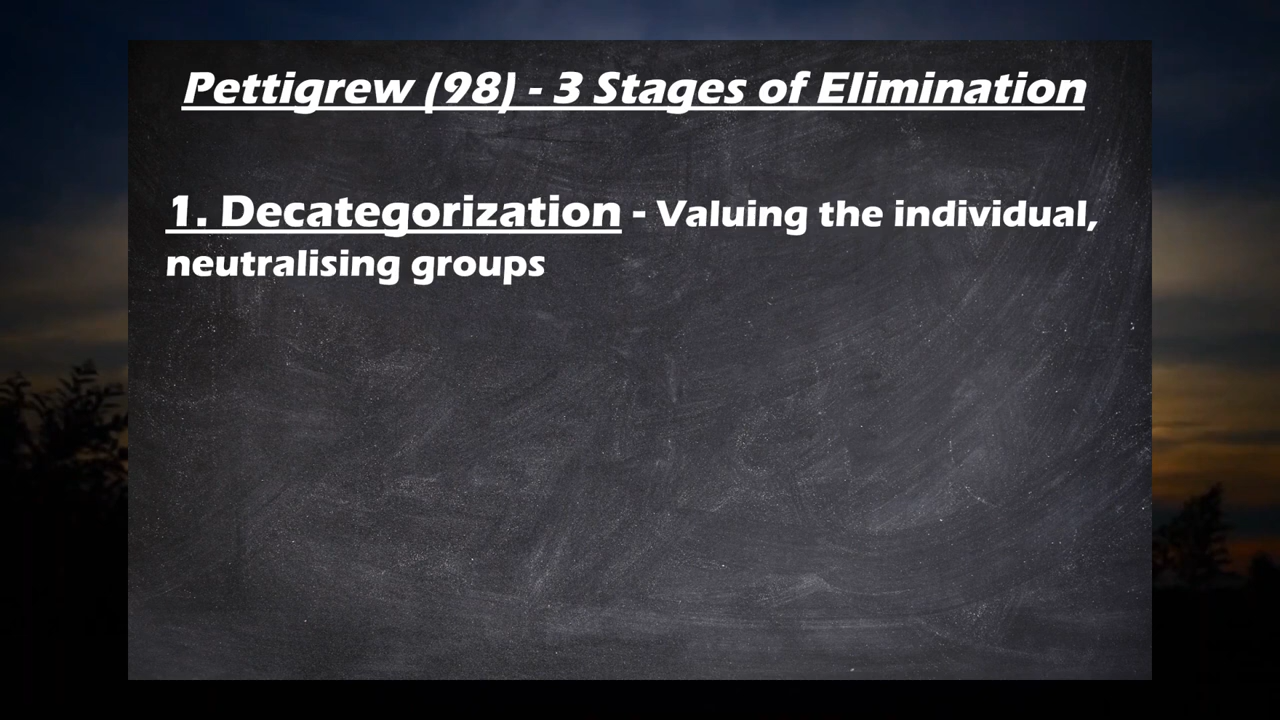 Pettigrew (98) - 3 Stages of Elimination
1. Decategorization - Valuing the individual,
neutralising groups